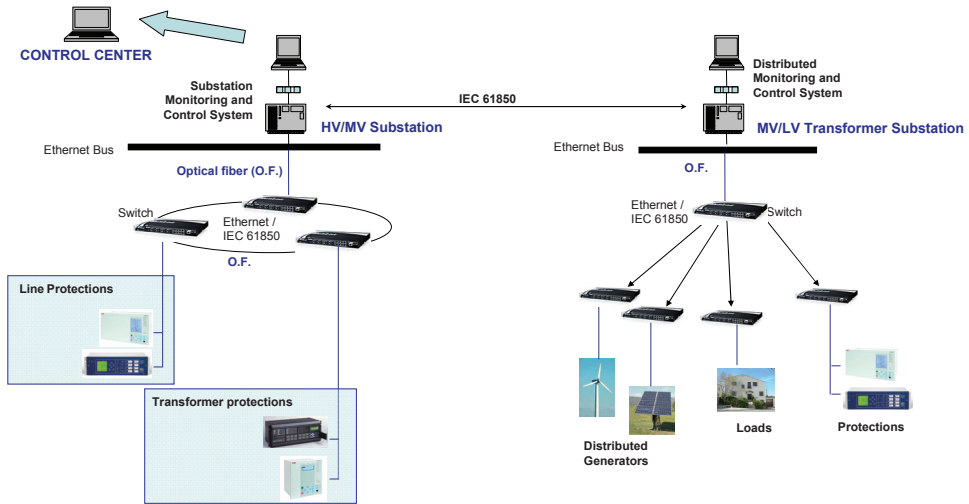 CONTROL CENTER
Substation
Monitoring and
Control System
HV/MV Substation
IEC 61850
Distributed
Monitoring and
Control System
MV/LV Transformer Substation
Ethernet Bus
Optical fiber (O.F.)
Switch
Ethernet /
IEC 61850
O.F.
Line Protections
Transformer protections
Ethernet Bus
O.F.
Ethernet /
IEC 61850
Switch
Distributed
Generators
Loads
Protections